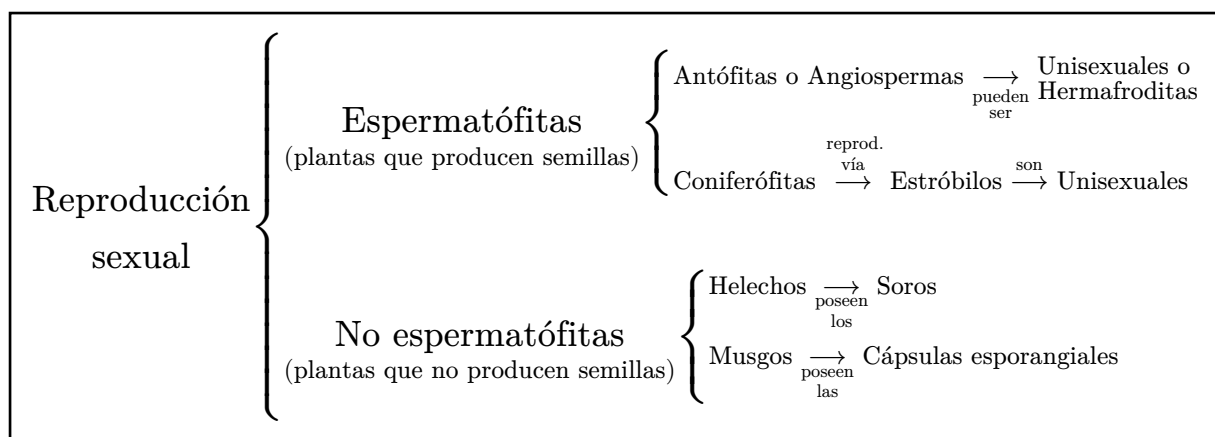 Reproducción
sexual
Espermatófitas
(plantas que producen semillas)
Antófitas o Angiospermas ⟶ Unisexuales o
pueden Hermafroditas
ser
reprod.
vía
Coniferófitas ⟶ Estróbilos ⟶ Unisexuales
son
No espermatófitas
(plantas que no producen semillas)
Helechos ⟶ Soros
poseen
los
Musgos ⟶ Cápsulas esporangiales
poseen
las